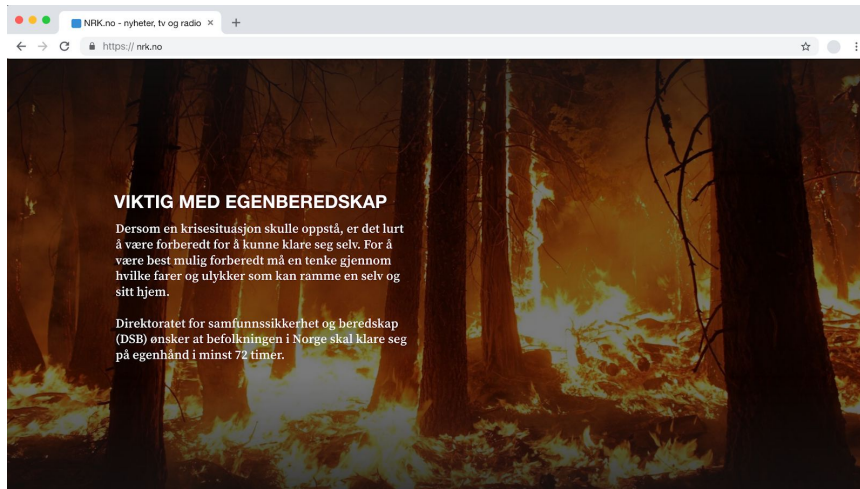 NRK.no - nyheter, tv og radio
https:// nrk.no
VIKTIG MED EGENBEREDSKAP
Dersom en krisesituasjon skulle oppstå, er det lurt
å være forberedt for å kunne klare seg selv. For å
være best mulig forberedt må en tenke gjennom
hvilke farer og ulykker som kan ramme en selv og
sitt hjem.
Direktoratet for samfunnssikkerhet og beredskap
(DSB) ønsker at befolkningen i Norge skal klare seg
på egenhånd i minst 72 timer.